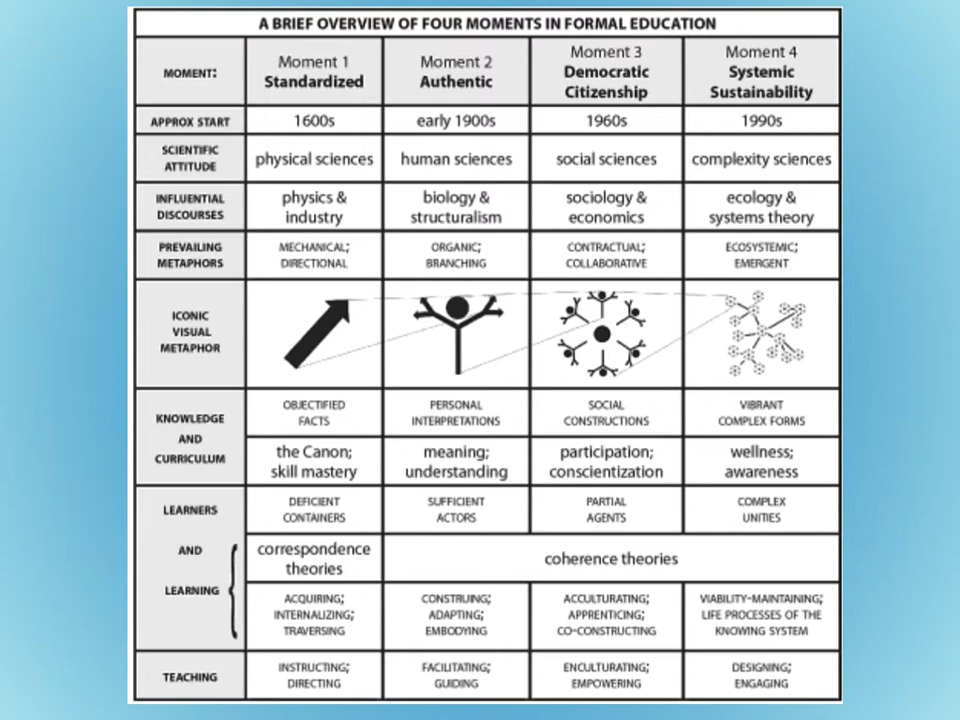 A BRIEF OVERVIEW OF FOUR MOMENTS IN FORMAL EDUCATION
MOMENT:
Moment 1
Standardized
Moment 2
Authentic
Moment 3
Democratic
Citizenship
Moment 4
Systemic
Sustainability
APPROX START
1600s
early 1900s
1960s
1990s
SCIENTIFIC
ATTITUDE
physical sciences
human sciences
social sciences
complexity sciences
INFLUENTIAL
DISCOURSES
physics &
industry
biology &
structuralism
sociology &
economics
ecology &
systems theory
PREVAILING
METAPHORS
MECHANICAL;
DIRECTIONAL
ORGANIC;
BRANCHING
CONTRACTUAL;
COLLABORATIVE
ECOSYSTEMIC;
EMERGENT
ICONIC
VISUAL
METAPHOR
KNOWLEDGE
AND
CURRICULUM
OBJECTIFIED
FACTS
PERSONAL
INTERPRETATIONS
SOCIAL
CONSTRUCTIONS
VIBRANT
COMPLEX FORMS
the Canon;
skill mastery
meaning;
understanding
participation;
conscientization
wellness;
awareness
LEARNERS
AND
LEARNING
DEFICIENT
CONTAINERS
SUFFICIENT
ACTORS
PARTIAL
AGENTS
COMPLEX
UNITIES
correspondence
theories
coherence theories
ACQUIRING;
INTERNALIZING;
TRAVERSING
CONSTRUING;
ADAPTING;
EMBODYING
ACCULTURATING;
APPRENTICING;
CO-CONSTRUCTING
VIABILITY-MAINTAINING;
LIFE PROCESSES OF THE
KNOWING SYSTEM
TEACHING
INSTRUCTING;
DIRECTING
FACILITATING;
GUIDING
ENCULTURATING;
EMPOWERING
DESIGNING;
ENGAGING